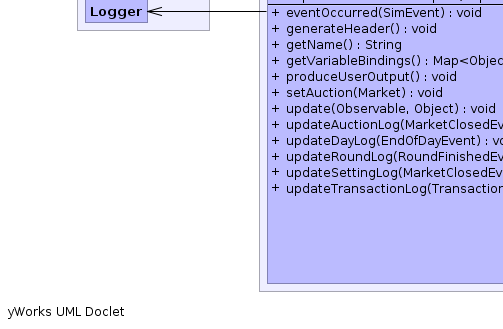 Logger
+ eventOccurred(SimEvent) : void
+ generateHeader() : void
+ getName() : String
+ getVariableBindings() : Map<Objec
+ produceUserOutput() : void
+ setAuction(Market) : void
+ update(Observable, Object) : void
+ updateAuctionLog(MarketClosedEv
+ updateDayLog(EndOfDayEvent) : vo
+ updateRoundLog(RoundFinishedEv
+ updateSettingLog(MarketClosedEve
+ updateTransactionLog(Transaction
yWorks UML Doclet